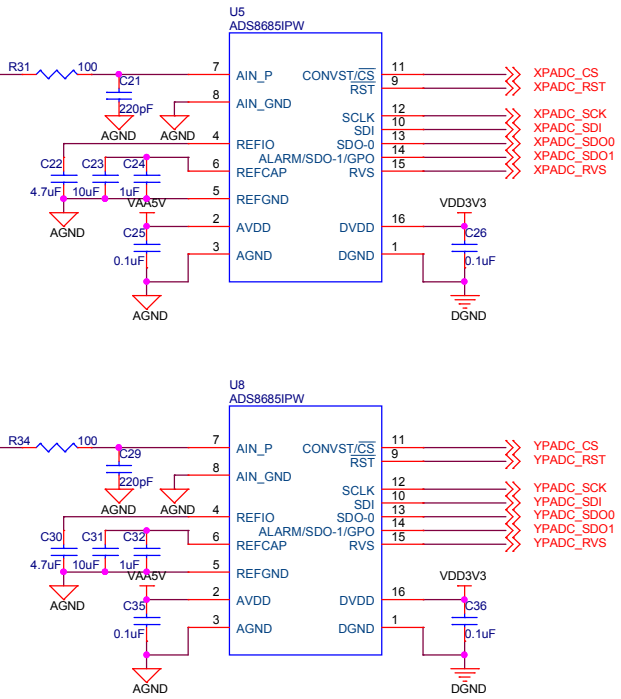 U5
ADS8685IPW
R31 100
7 AIN_P CONVST/CS 11 XPADC_CS
C21 RST 9 XPADC_RST
220pF 8 AIN_GND
AGND AGND
SCLK 12 XPADC_SCK
SDI 10 XPADC_SDI
4 REFIO SDO-0 13 XPADC_SDO0
C22 C23 C24 ALARM/SDO-1/GPO 14 XPADC_SDO1
6 REFCAP RVS 15 XPADC_RVS
4.7uF 10uF 1uF
5 REFGND
AGND VAA5V VDD3V3
2 AVDD DVDD 16
C25 C26
0.1uF 3 AGND DGND 1 0.1uF
AGND DGND
U8
ADS8685IPW
R34 100
7 AIN_P CONVST/CS 11 YPADC_CS
C29 RST 9 YPADC_RST
220pF 8 AIN_GND
AGND AGND
SCLK 12 YPADC_SCK
SDI 10 YPADC_SDI
4 REFIO SDO-0 13 YPADC_SDO0
C30 C31 C32 ALARM/SDO-1/GPO 14 YPADC_SDO1
6 REFCAP RVS 15 YPADC_RVS
4.7uF 10uF 1uF
5 REFGND
AGND VAA5V VDD3V3
2 AVDD DVDD 16
C35 C36
0.1uF 3 AGND DGND 1 0.1uF
AGND DGND